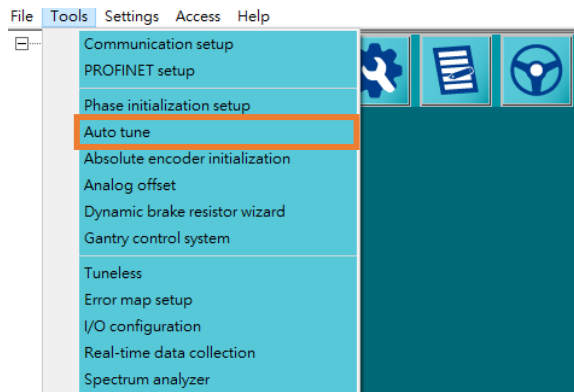 File Tools Settings Access Help
Communication setup
PROFINET setup
Phase initialization setup
Auto tune
Absolute encoder initialization
Analog offset
Dynamic brake resistor wizard
Gantry control system
Tuneless
Error map setup
I/O configuration
Real-time data collection
Spectrum analyzer